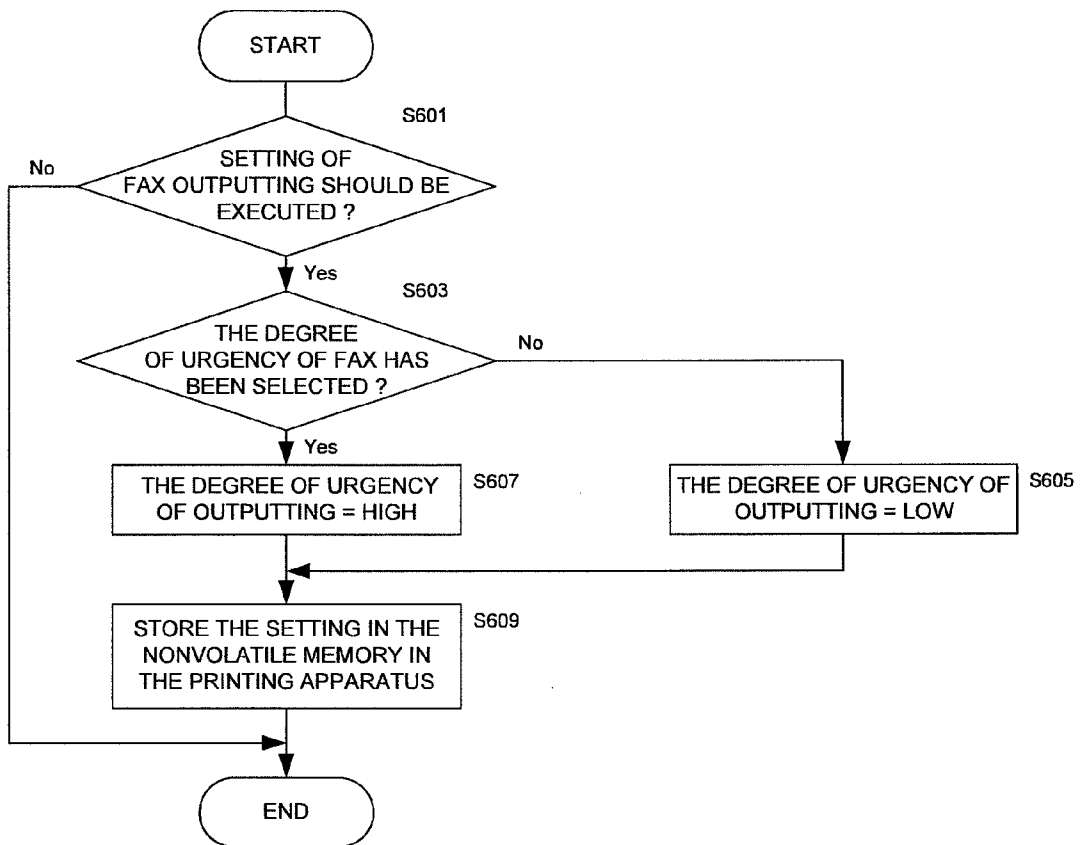 START
S601
No
SETTING OF
FAX OUTPUTTING SHOULD BE
EXECUTED ?
Yes
S603
THE DEGREE
OF URGENCY OF FAX HAS
BEEN SELECTED ?
No
Yes
THE DEGREE OF URGENCY
OF OUTPUTTING = HIGH
S607
THE DEGREE OF URGENCY OF
OUTPUTTING = LOW
S605
STORE THE SETTING IN THE
NONVOLATILE MEMORY IN
THE PRINTING APPARATUS
S609
END